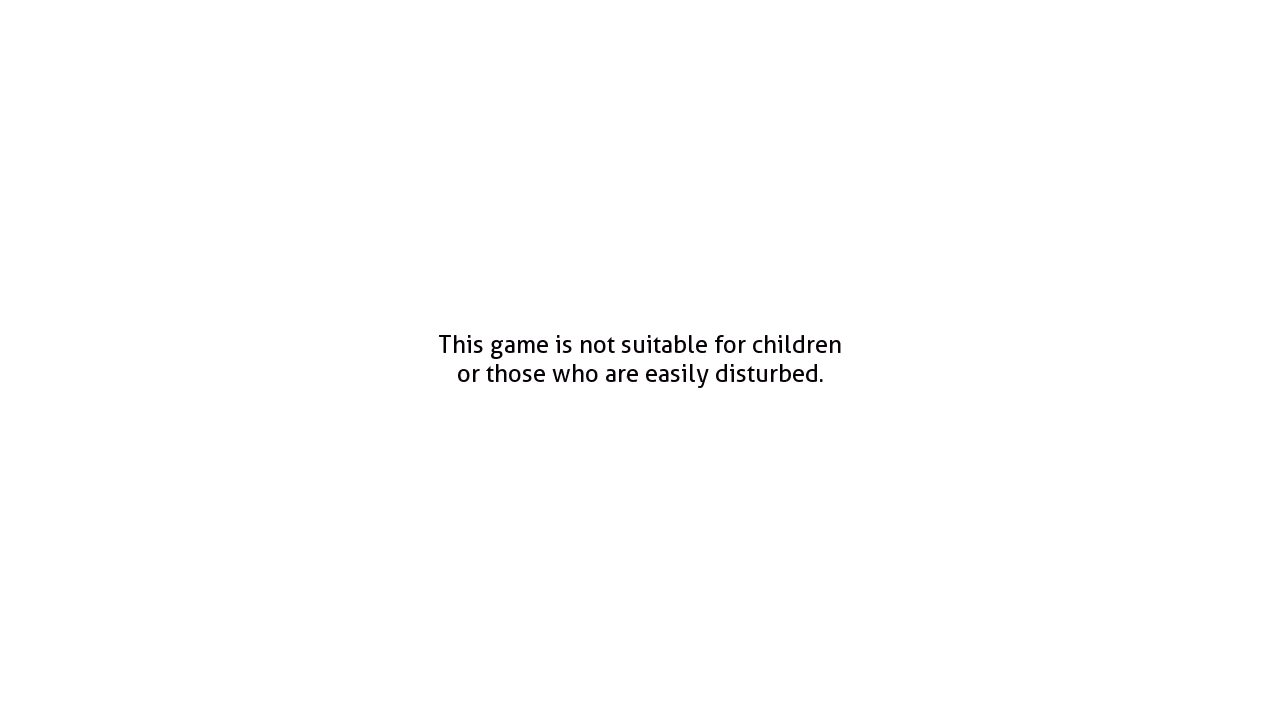 This game is not suitable for children
or those who are easily disturbed.